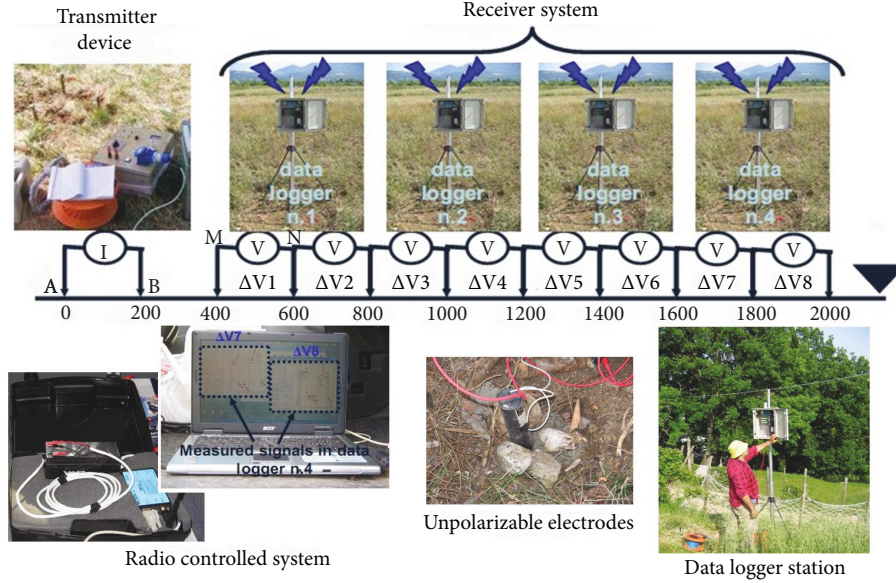 Transmitter
device
Receiver system
data
logger
n.1
data
logger
n.2
data
logger
n.3
data
logger
n.4
I
M
V
N
V
V
V
V
V
V
V
A
B
ΔV1
ΔV2
ΔV3
ΔV4
ΔV5
ΔV6
ΔV7
ΔV8
0
200
400
600
800
1000
1200
1400
1600
1800
2000
ΔV7
ΔV8
acer
Measured signals in data
logger n.4
Unpolarizable electrodes
Radio controlled system
Data logger station